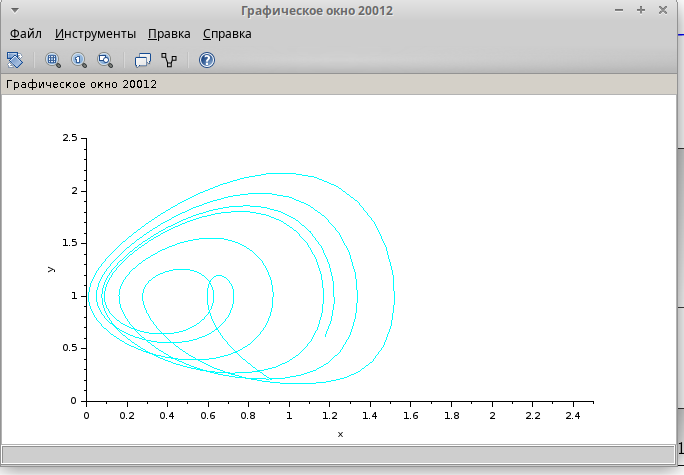 Графическое окно 20012
Файл Инструменты Правка Справка
Графическое окно 20012
2.5
2
1.5
y
1
0.5
0
0 0.2 0.4 0.6 0.8 1 1.2 1.4 1.6 1.8 2 2.2 2.4
x
1